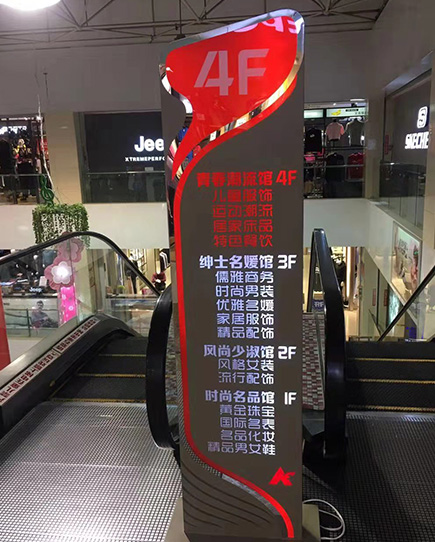 4F
Jeep
XTREMEPERFORMANCE
SKECHE
青春潮流馆 4F
儿童服饰
运动潮流
居家床品
特色餐饮
绅士名媛馆 3F
儒雅商务
时尚男装
优雅名媛
家居服饰
精品配饰
风尚少淑馆 2F
风格女装
流行配饰
时尚名品馆 1F
黄金珠宝
国际名表
名品化妆
精品男女鞋